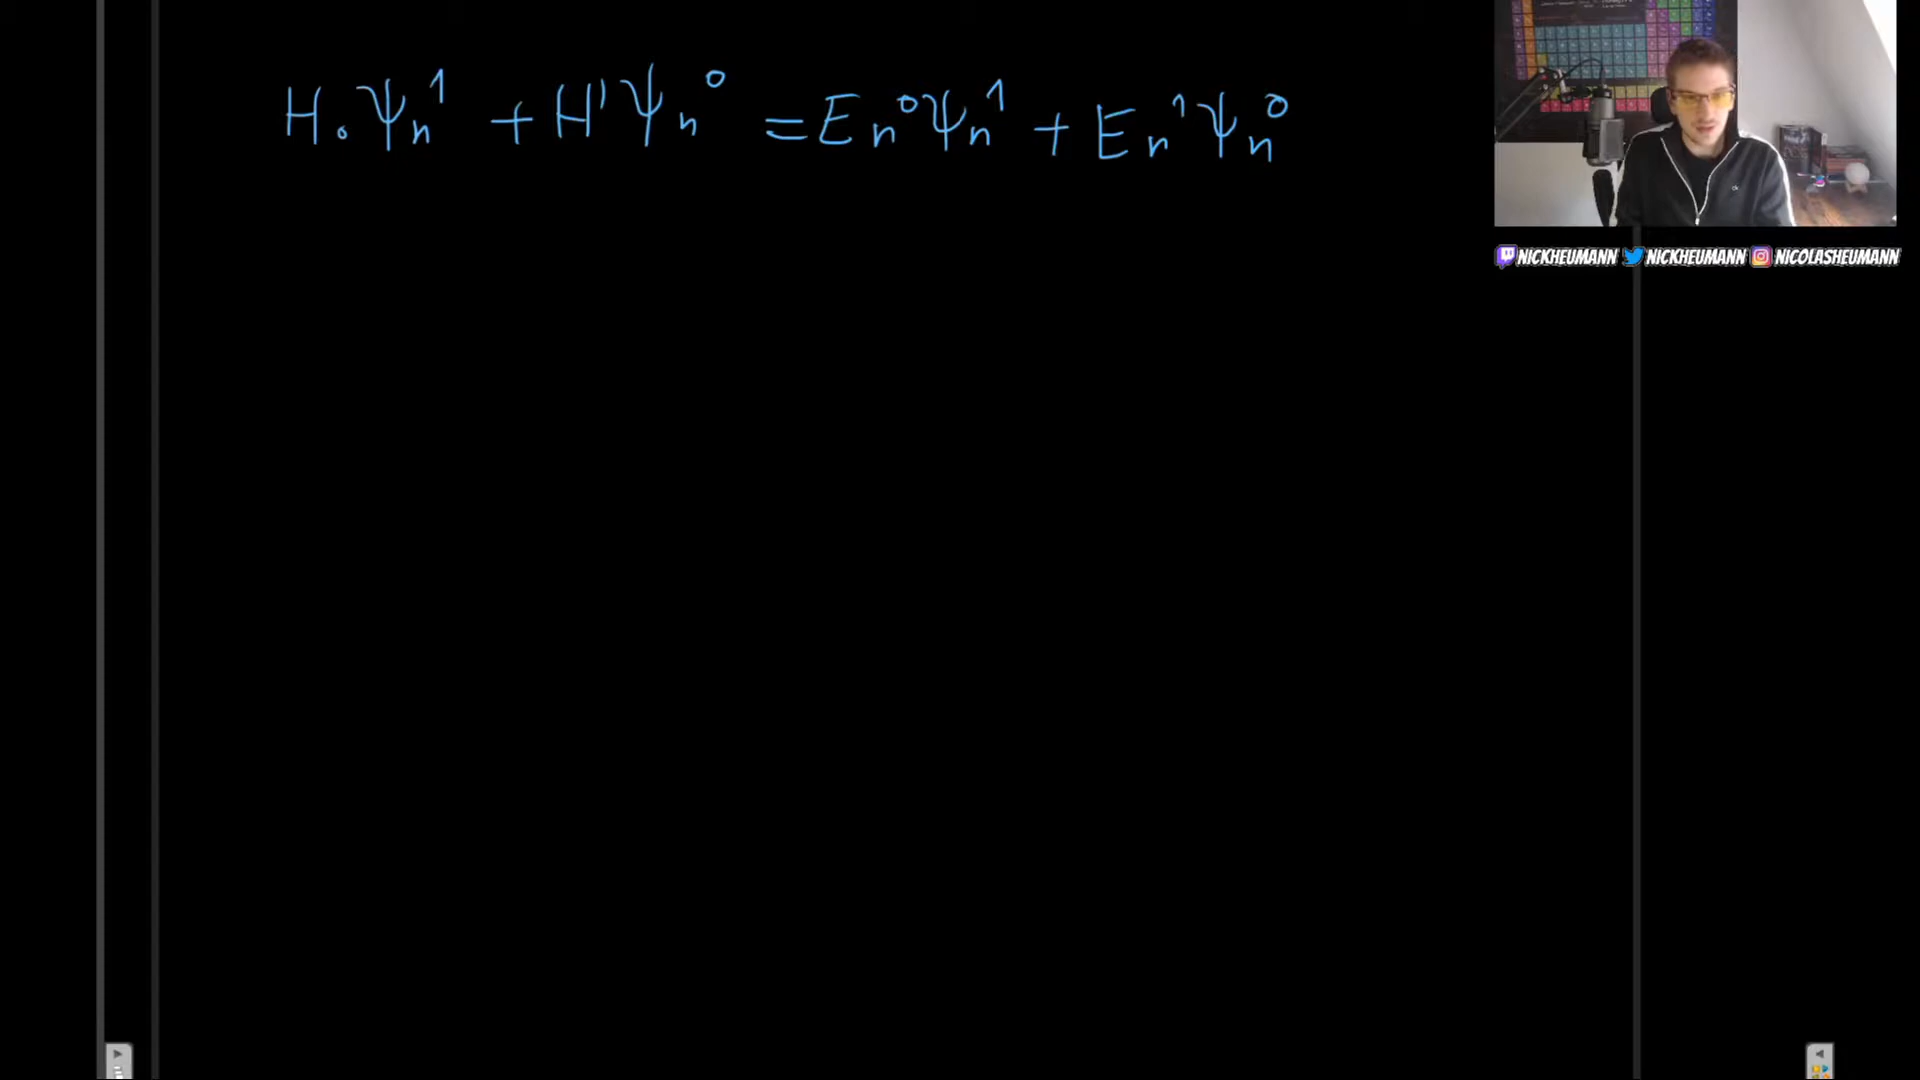 H₀Ψₙ¹ + H'Ψₙ⁰ = Eₙ⁰Ψₙ¹ + Eₙ¹Ψₙ⁰
NICKHEUMANN NICKHEUMANN NICOLASHEUMANN